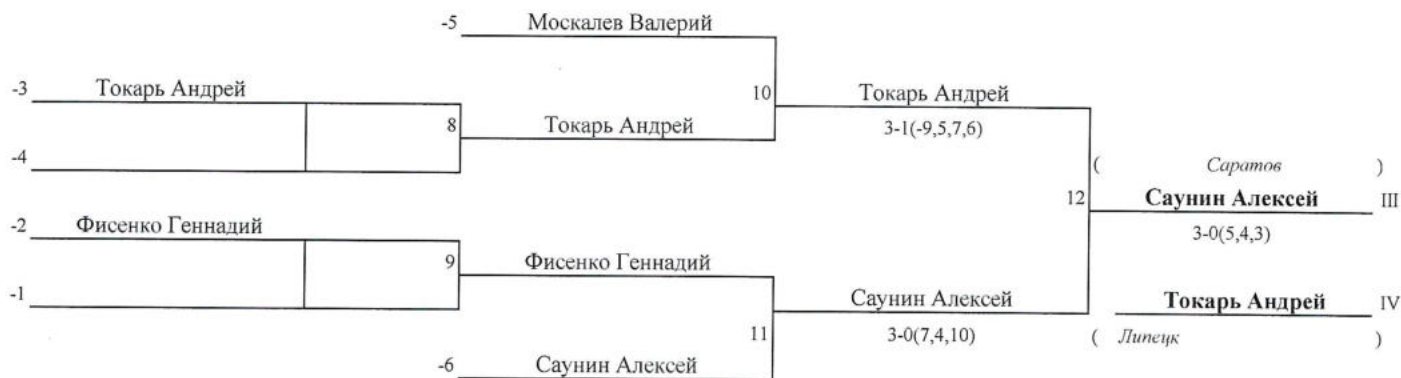 -5 Москалев Валерий
-3 Токарь Андрей
10 Токарь Андрей
8 Токарь Андрей
3-1(-9,5,7,6)
-4
( Саратов )
12 Саунин Алексей III
-2 Фисенко Геннадий
3-0(5,4,3)
9 Фисенко Геннадий
-1
Саунин Алексей
Токарь Андрей IV
11
3-0(7,4,10)
( Липецк )
-6 Саунин Алексей